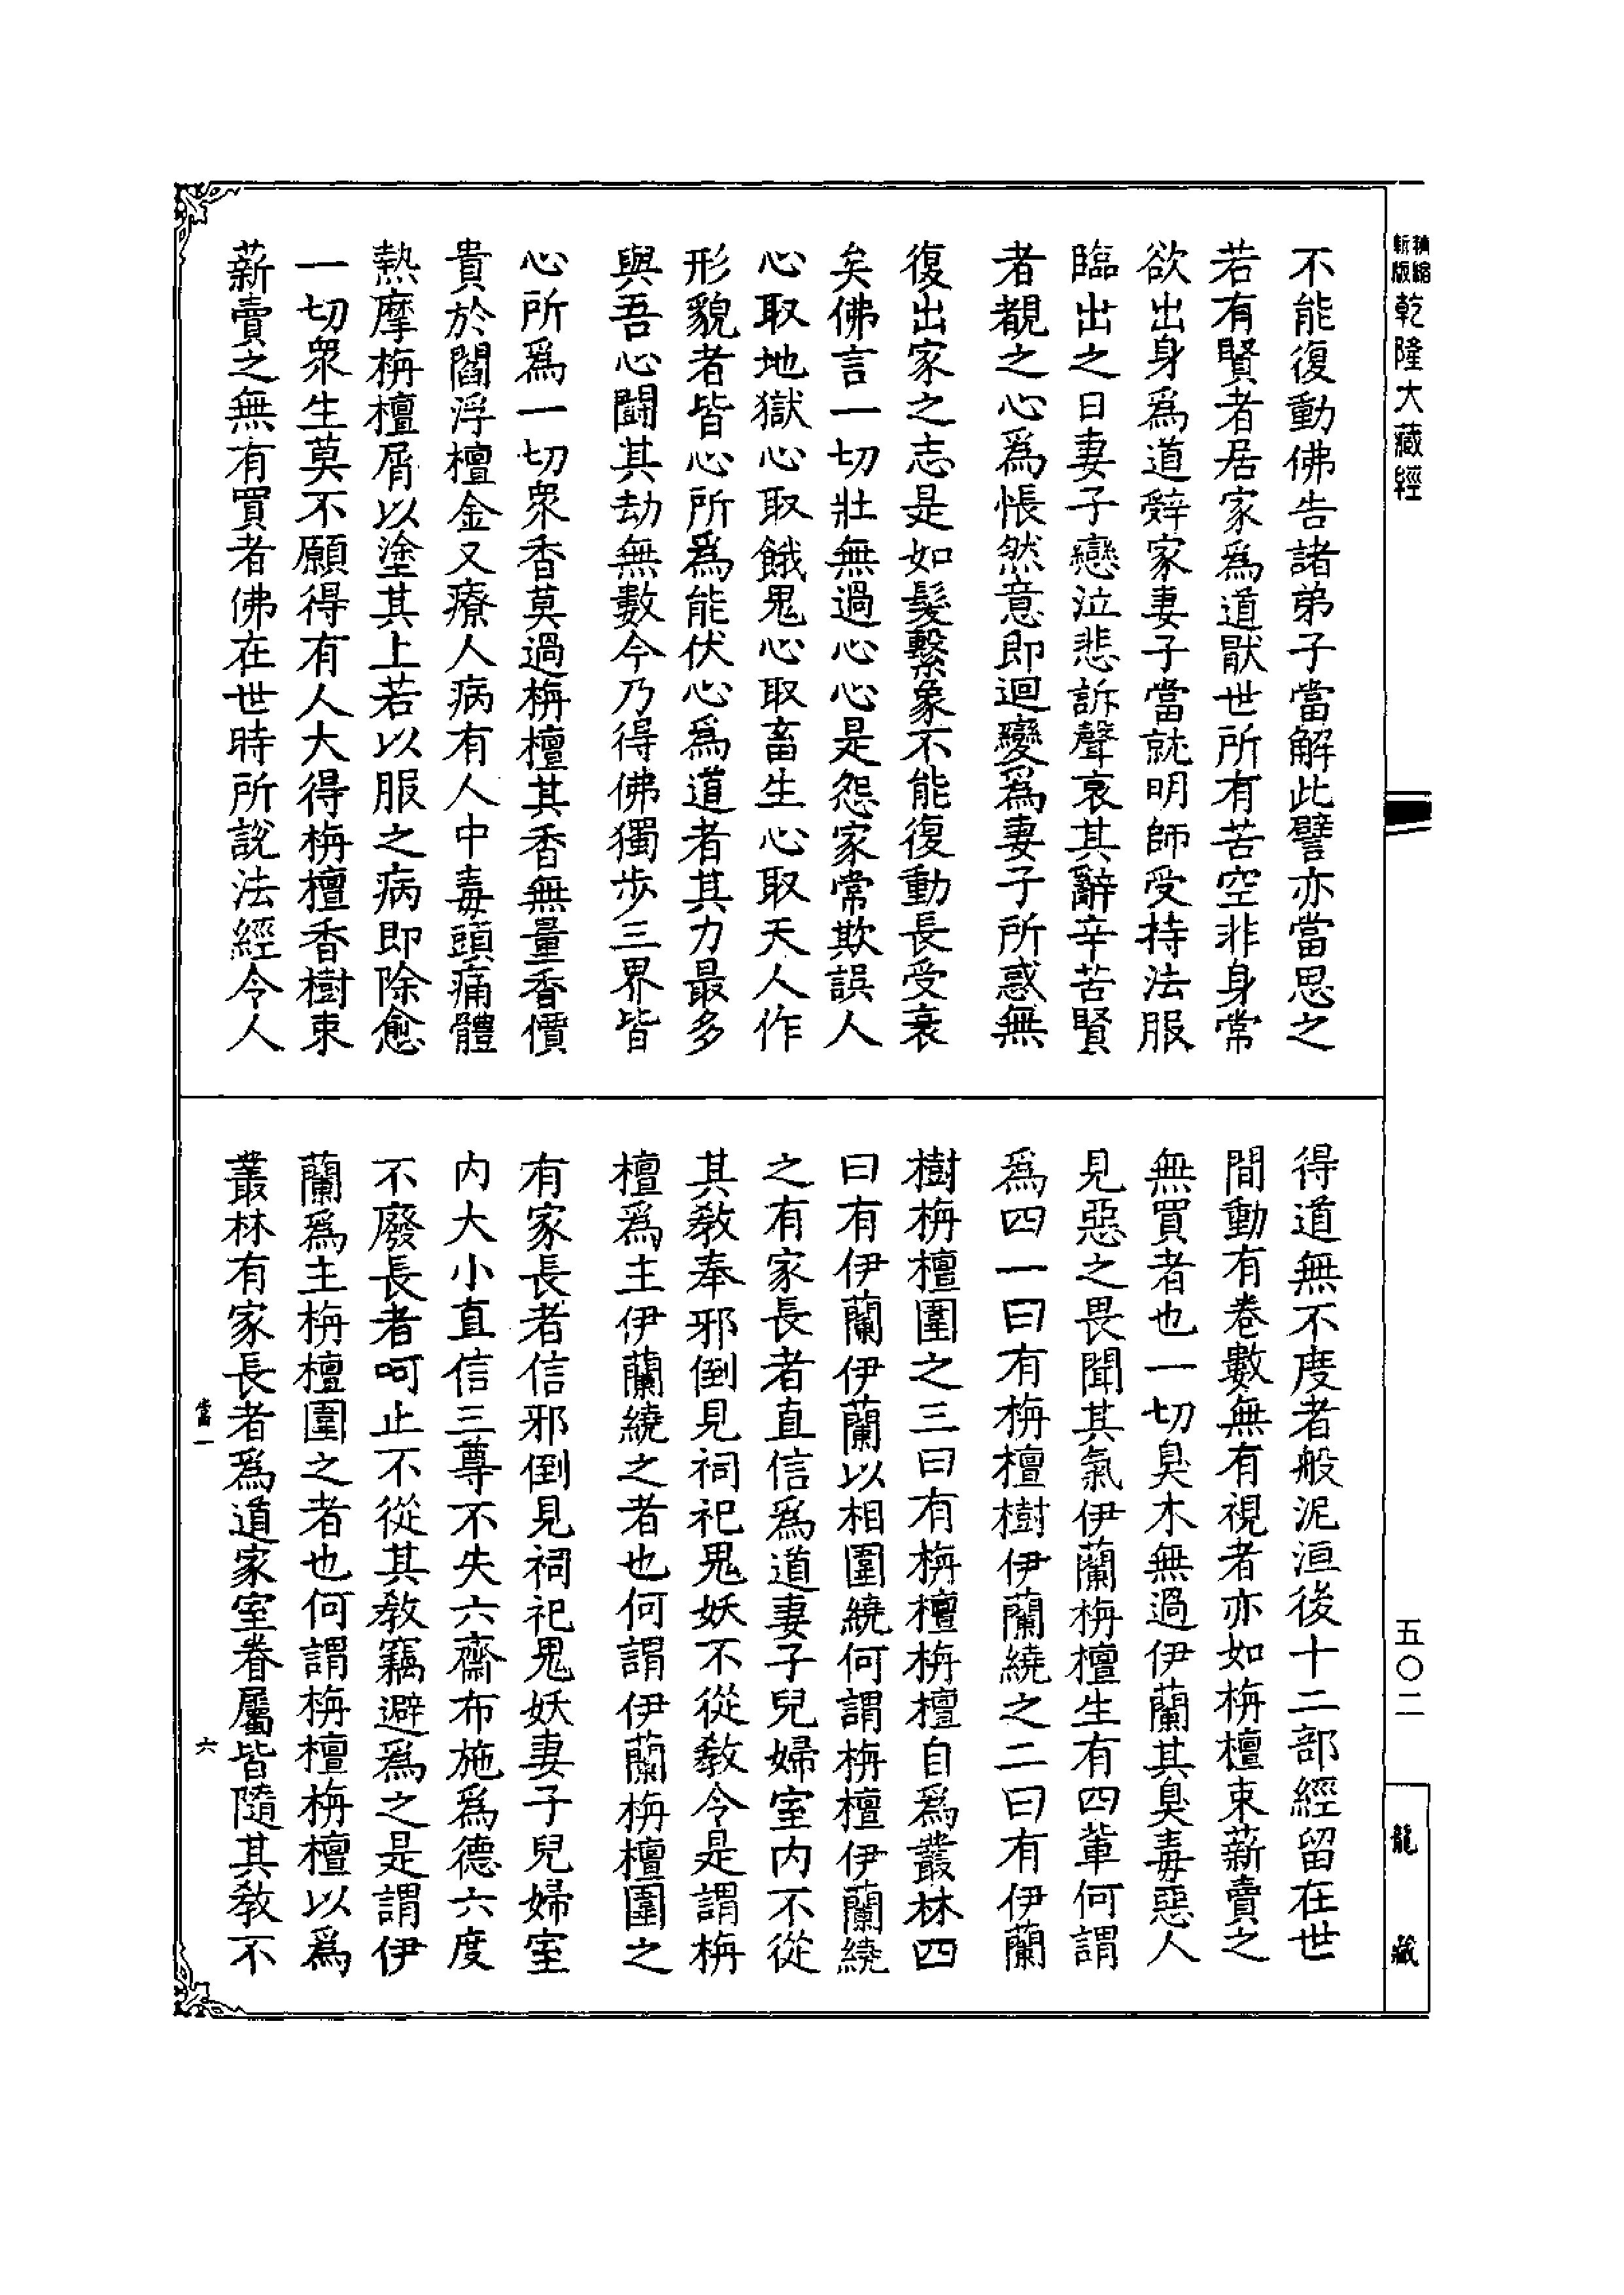 精縮
新版
乾隆大藏經
五〇二
龍藏
不能復動佛告諸弟子當解此譬亦當思之
若有賢者居家爲道猒世所有苦空非身常
欲出身爲道辭家妻子當就明師受持法服
臨出之日妻子戀泣悲訴聲哀其辭辛苦賢
者覩之心爲悵然意即迴變爲妻子所惑無
復出家之志是如髮繫象不能復動長受衰
矣佛言一切壯無過心心是怨家常欺誤人
心取地獄心取餓鬼心取畜生心取天人作
形貌者皆心所爲能伏心爲道者其力最多
與吾心鬪其劫無數今乃得佛獨步三界皆
心所爲一切衆香莫過栴檀其香無量香價
貴於閻浮檀金又療人病有人中毒頭痛體
熱摩栴檀屑以塗其上若以服之病即除愈
一切衆生莫不願得有人大得栴檀香樹束
薪賣之無有買者佛在世時所說法經令人
得道無不度者般泥洹後十二部經留在世
間動有卷數無有視者亦如栴檀束薪賣之
無買者也一切臭木無過伊蘭其臭毒惡人
見惡之畏聞其氣伊蘭栴檀生有四軰何謂
爲四一曰有栴檀樹伊蘭繞之二曰有伊蘭
樹栴檀圍之三曰有栴檀栴檀自爲叢林四
曰有伊蘭伊蘭以相圍繞何謂栴檀伊蘭繞
之有家長者直信爲道妻子兒婦室内不從
其教奉邪倒見祠祀鬼妖不從教令是謂栴
檀爲主伊蘭繞之者也何謂伊蘭栴檀圍之
有家長者信邪倒見祠祀鬼妖妻子兒婦室
内大小直信三尊不失六齋布施爲德六度
不廢長者呵止不從其教竊避爲之是謂伊
蘭爲主栴檀圍之者也何謂栴檀栴檀以爲
叢林有家長者爲道家室眷屬皆隨其教不
當一
六